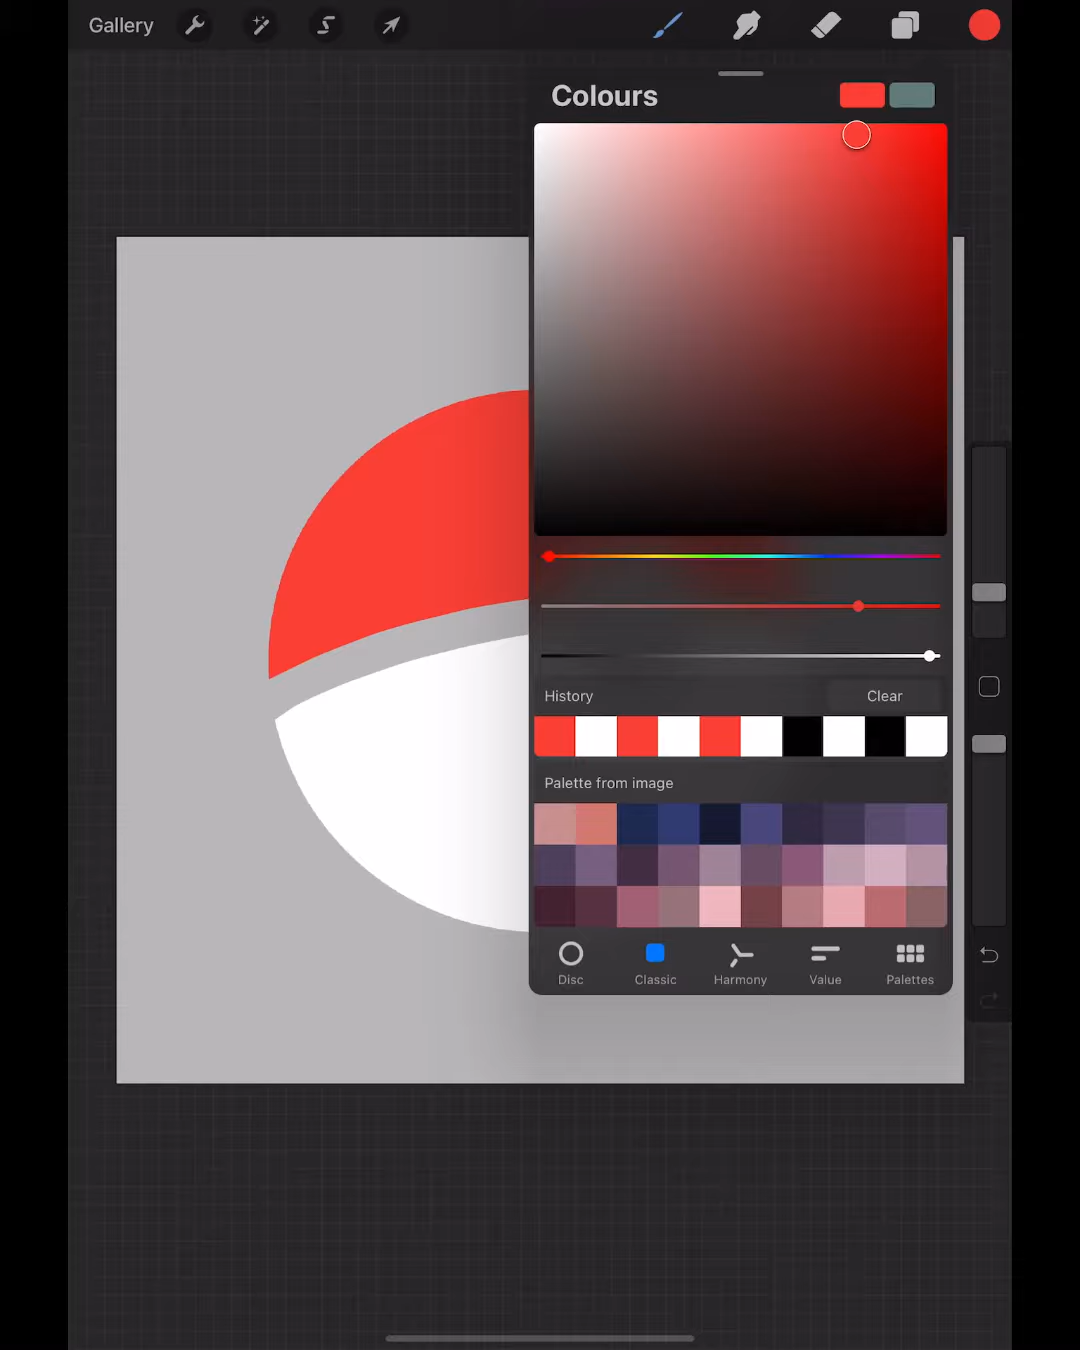 Gallery
Colours
History
Clear
Palette from image
Disc
Classic
Harmony
Value
Palettes